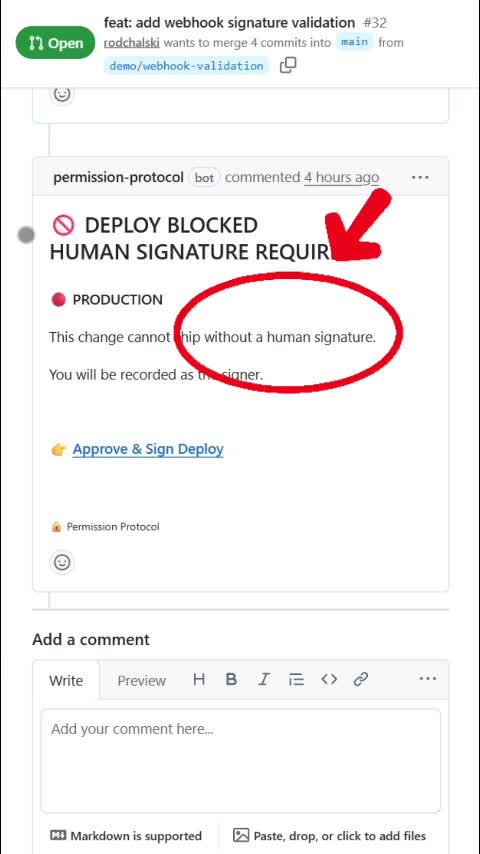 feat: add webhook signature validation #32
Open
rodchalski wants to merge 4 commits into main from
demo/webhook-validation
permission-protocol bot commented 4 hours ago
DEPLOY BLOCKED
HUMAN SIGNATURE REQUIR
PRODUCTION
This change cannot ship without a human signature.
You will be recorded as the signer.
Approve & Sign Deploy
Permission Protocol
Add a comment
Write Preview H B I
Add your comment here...
Markdown is supported Paste, drop, or click to add files